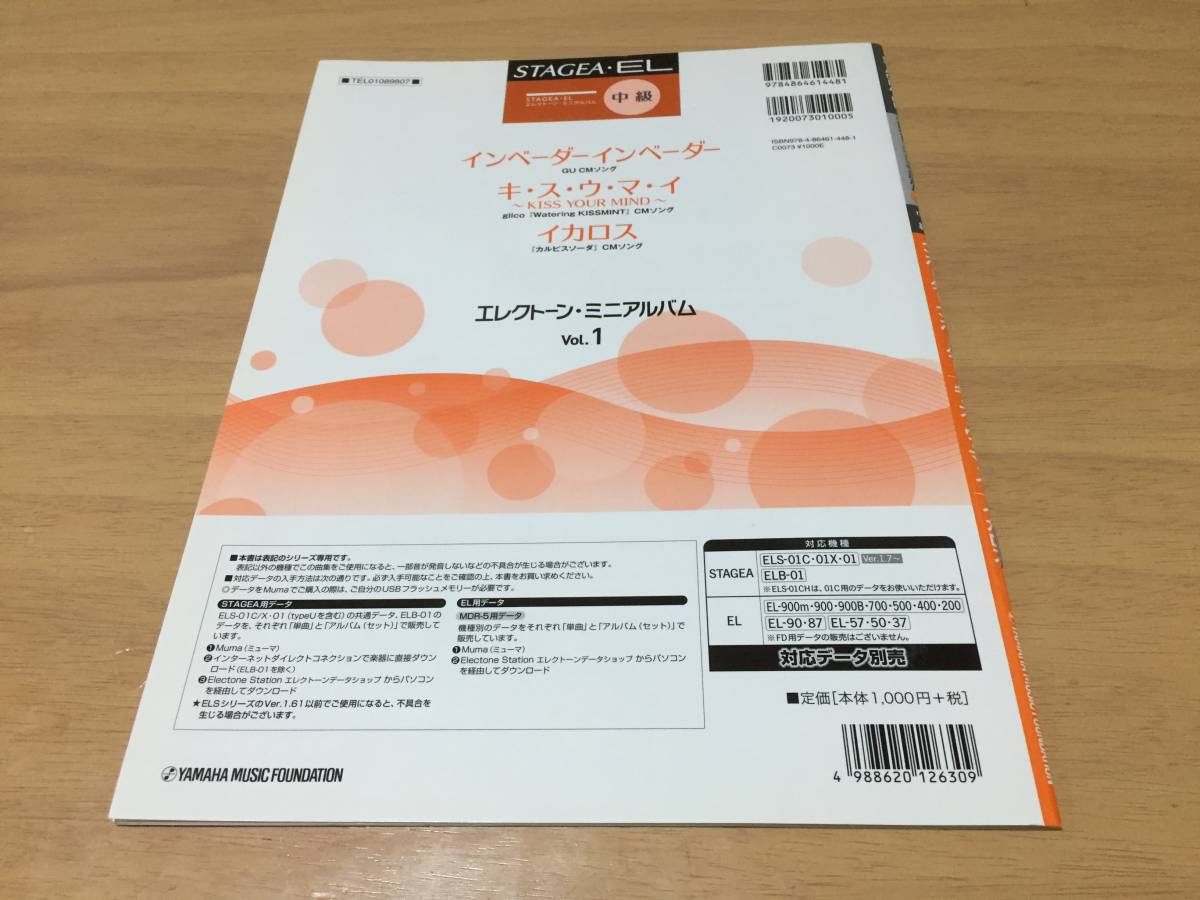 ■TEL01089807■
STAGEA・EL
STAGEA・EL
エレクトーン・ミニアルバム
中級
9784864614481
1920073010005
ISBN978-4-86461-448-1
C0073 ¥1000E
インベーダーインベーダー
GU CMソング
キ・ス・ウ・マ・イ
～KISS YOUR MIND～
glico「Watering KISSMINT」CMソング
イカロス
「カルピスソーダ」CMソング
エレクトーン・ミニアルバム
Vol.1
■本書は表記のシリーズ専用です。
表記以外の機種でこの曲集をご使用になると、一部音が発音しないなどの不具合が生じる場合がございます。
■対応データの入手方法は次の通りです。必ず入手可能なことをご確認の上、本書をお買い求めください。
◎データをMumaでご購入の際は、ご自分のUSBフラッシュメモリーが必要です。
STAGEA用データ
ELS-01C/X・01（typeUを含む）の共通データ、ELB-01の
データを、それぞれ「単曲」と「アルバム（セット）」で販売して
います。
❶Muma（ミューマ）
❷インターネットダイレクトコネクションで楽器に直接ダウン
ロード（ELB-01を除く）
❸Electone Station エレクトーンデータショップ からパソコン
を経由してダウンロード
★ELSシリーズのVer.1.61以前でご使用になると、不具合を
生じる場合がございます。
EL用データ
MDR-5用データ
機種別のデータをそれぞれ「単曲」と「アルバム（セット）」で
販売しています。
❶Muma（ミューマ）
❷Electone Station エレクトーンデータショップ からパソコン
を経由してダウンロード
対応機種
STAGEA
ELS-01C・01X・01 Ver.1.7～
ELB-01
※ELS-01CHは、01C用のデータをお使いいただけます。
EL
EL-900m・900・900B・700・500・400・200
EL-90・87 EL-57・50・37
※FD用データの販売はございません。
対応データ別売
■定価［本体1,000円＋税］
4 988620 126309
YAMAHA MUSIC FOUNDATION